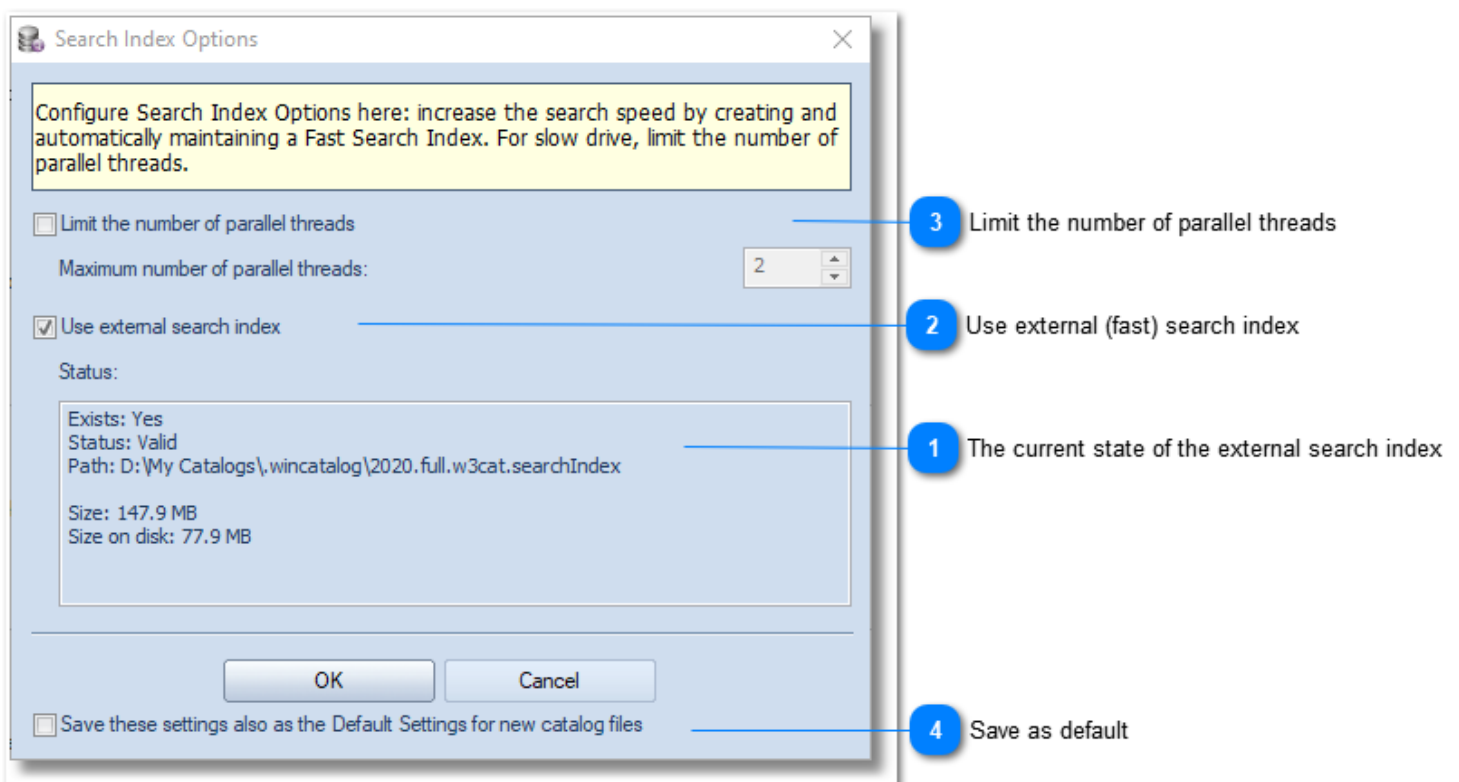 Search Index Options
Configure Search Index Options here: increase the search speed by creating and
automatically maintaining a Fast Search Index. For slow drive, limit the number of
parallel threads.
Limit the number of parallel threads
3 Limit the number of parallel threads
Maximum number of parallel threads:
2
Use external search index
2 Use external (fast) search index
Status:
Exists: Yes
Status: Valid
Path: D:\My Catalogs\.wincatalog\2020.full.w3cat.searchIndex
1 The current state of the external search index
Size: 147.9 MB
Size on disk: 77.9 MB
OK
Cancel
Save these settings also as the Default Settings for new catalog files
4 Save as default